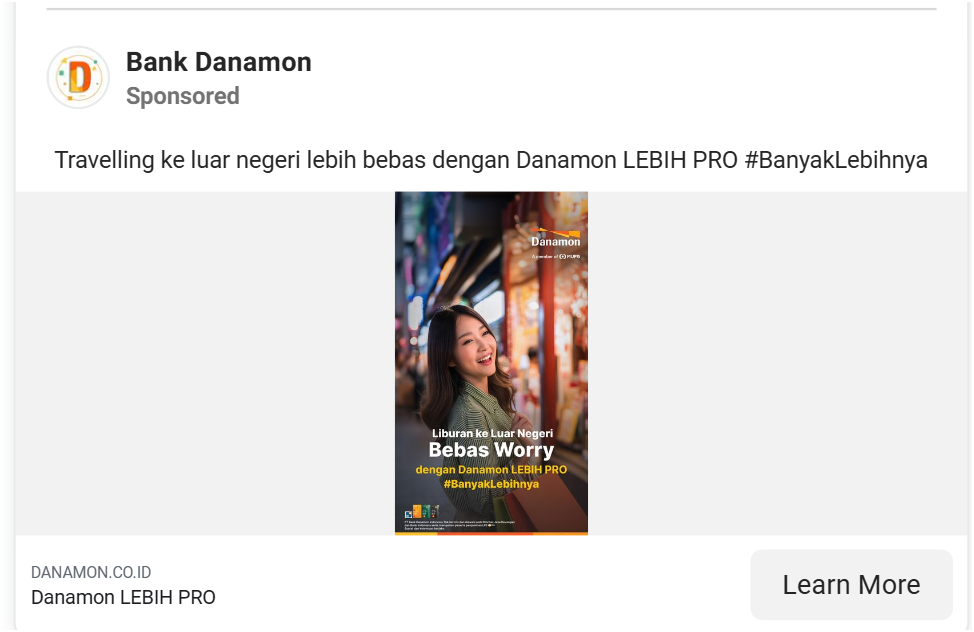 D
Bank Danamon
Sponsored
Travelling ke luar negeri lebih bebas dengan Danamon LEBIH PRO #BanyakLebihnya
Danamon
A member of MUFG
Liburan ke Luar Negeri
Bebas Worry
dengan Danamon LEBIH PRO
#BanyakLebihnya
DANAMON.CO.ID
Danamon LEBIH PRO
Learn More